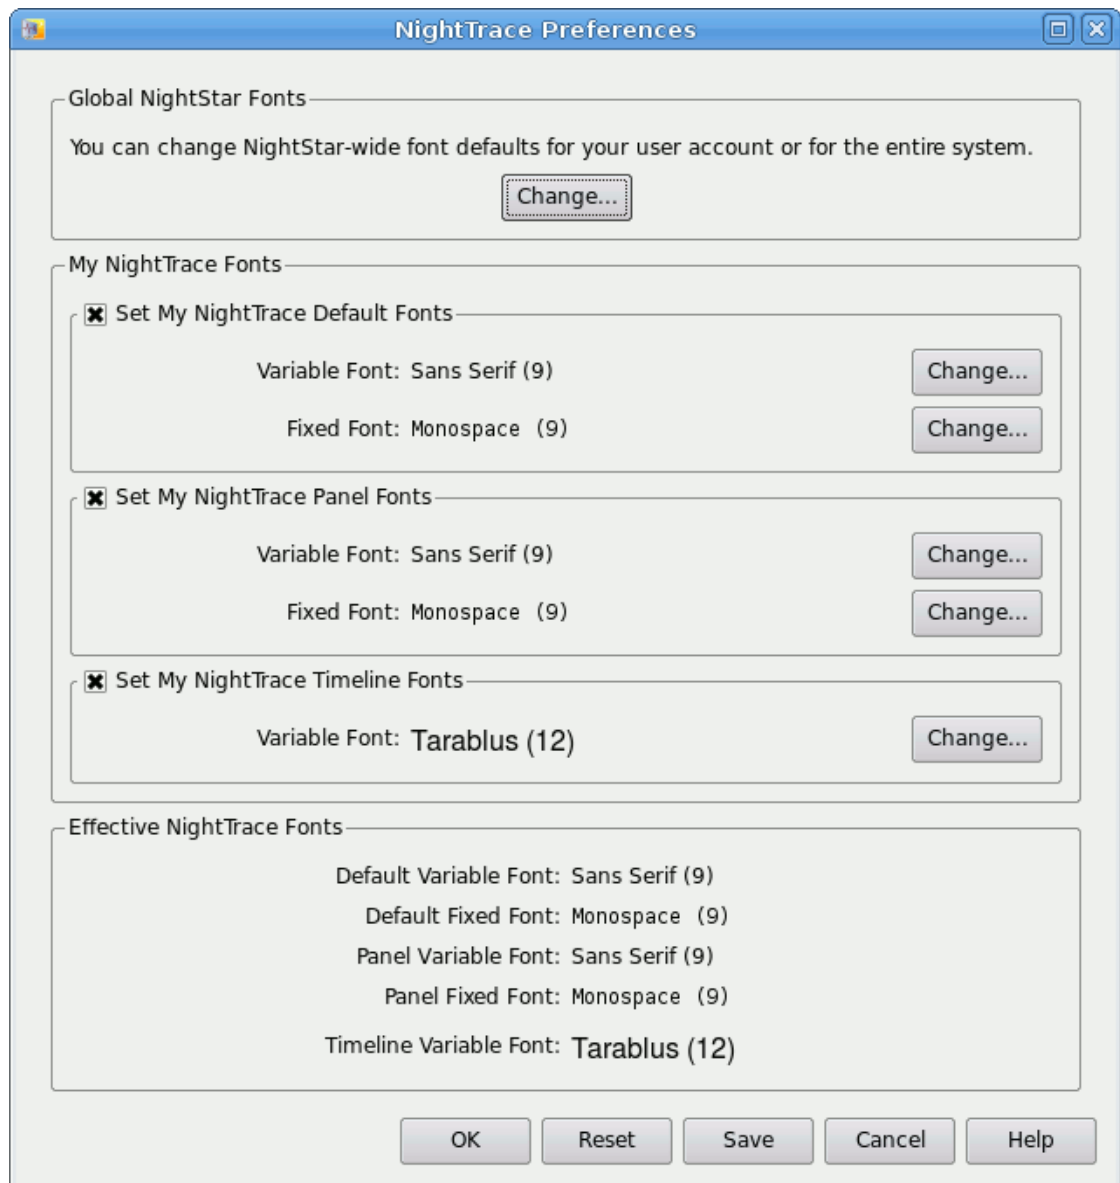 NightTrace Preferences
Global NightStar Fonts
You can change NightStar-wide font defaults for your user account or for the entire system.
Change...
My NightTrace Fonts
Set My NightTrace Default Fonts
Variable Font: Sans Serif (9) Change...
Fixed Font: Monospace (9) Change...
Set My NightTrace Panel Fonts
Variable Font: Sans Serif (9) Change...
Fixed Font: Monospace (9) Change...
Set My NightTrace Timeline Fonts
Variable Font: Tarablus (12) Change...
Effective NightTrace Fonts
Default Variable Font: Sans Serif (9)
Default Fixed Font: Monospace (9)
Panel Variable Font: Sans Serif (9)
Panel Fixed Font: Monospace (9)
Timeline Variable Font: Tarablus (12)
OK Reset Save Cancel Help